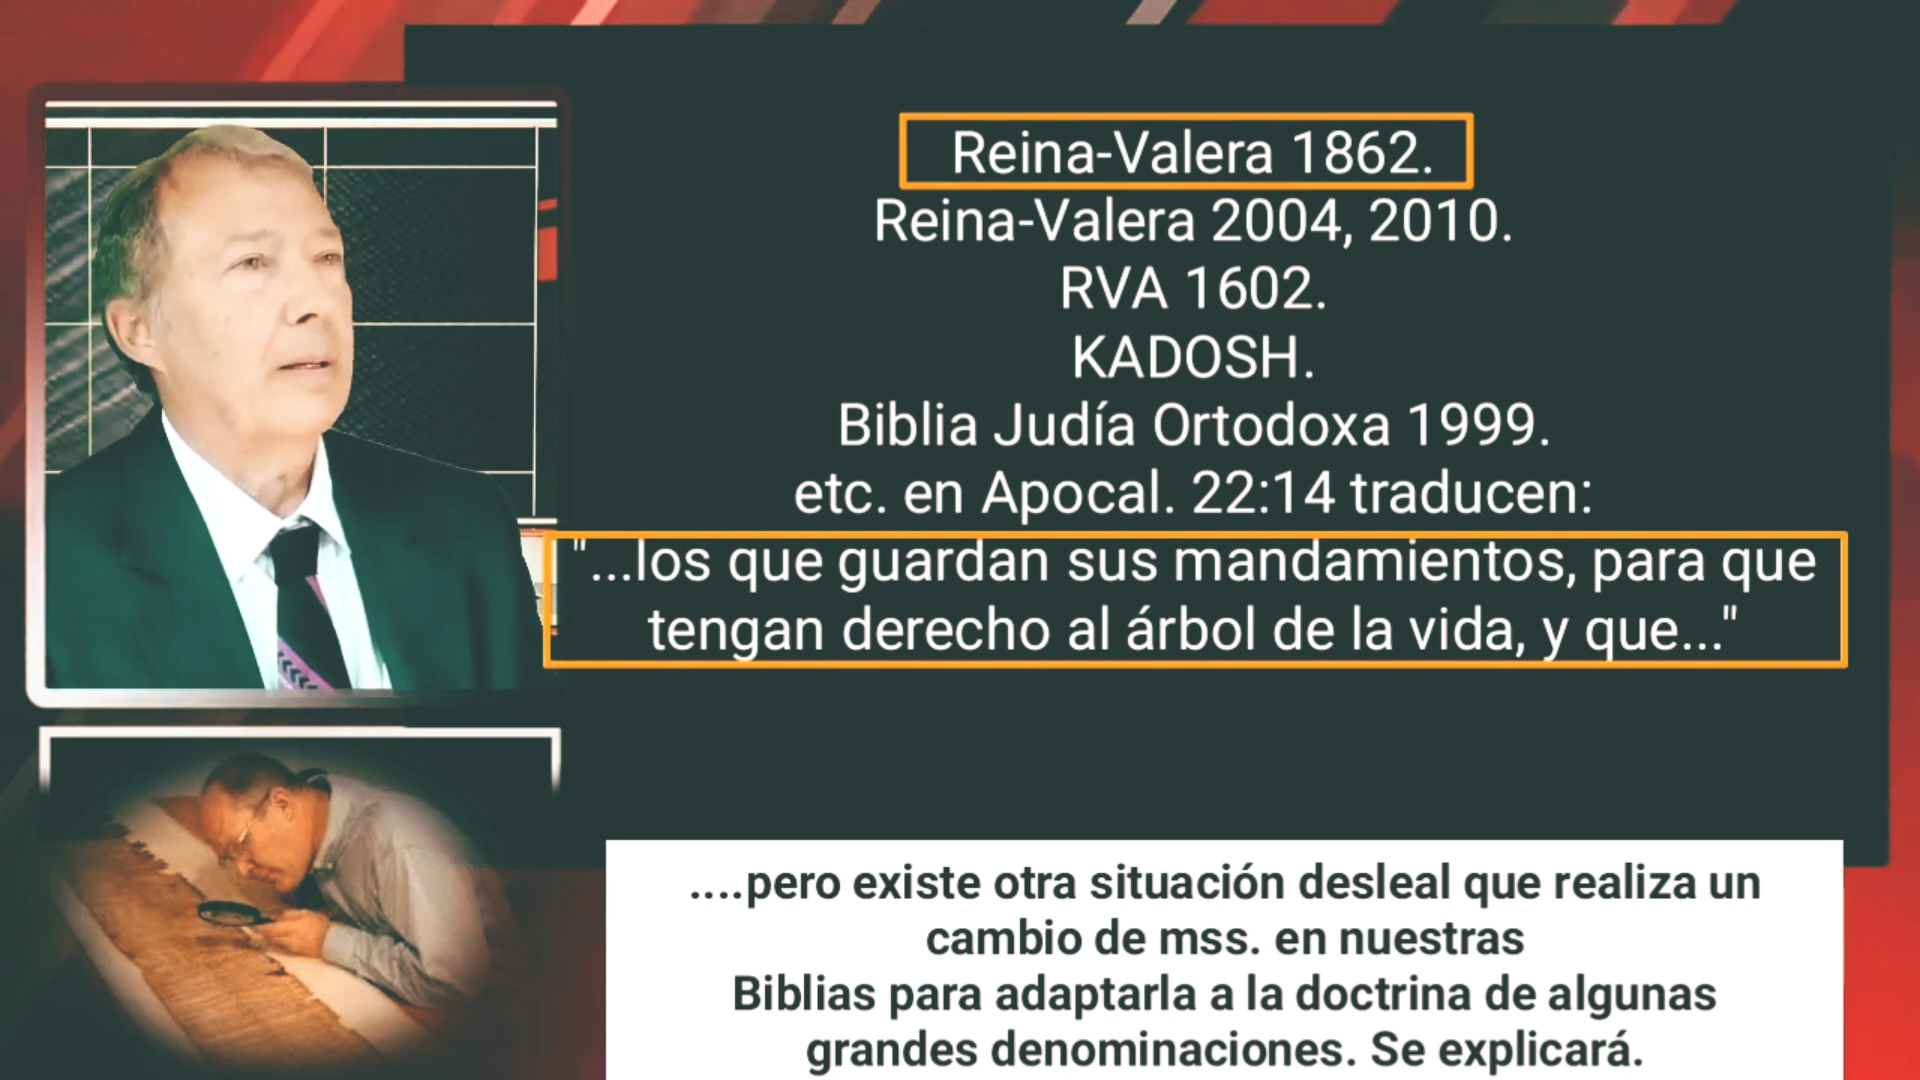 Reina-Valera 1862.
Reina-Valera 2004, 2010.
RVA 1602.
KADOSH.
Biblia Judía Ortodoxa 1999.
etc. en Apocal. 22:14 traducen:
"...los que guardan sus mandamientos, para que
tengan derecho al árbol de la vida, y que..."
....pero existe otra situación desleal que realiza un
cambio de mss. en nuestras
Biblias para adaptarla a la doctrina de algunas
grandes denominaciones. Se explicará.